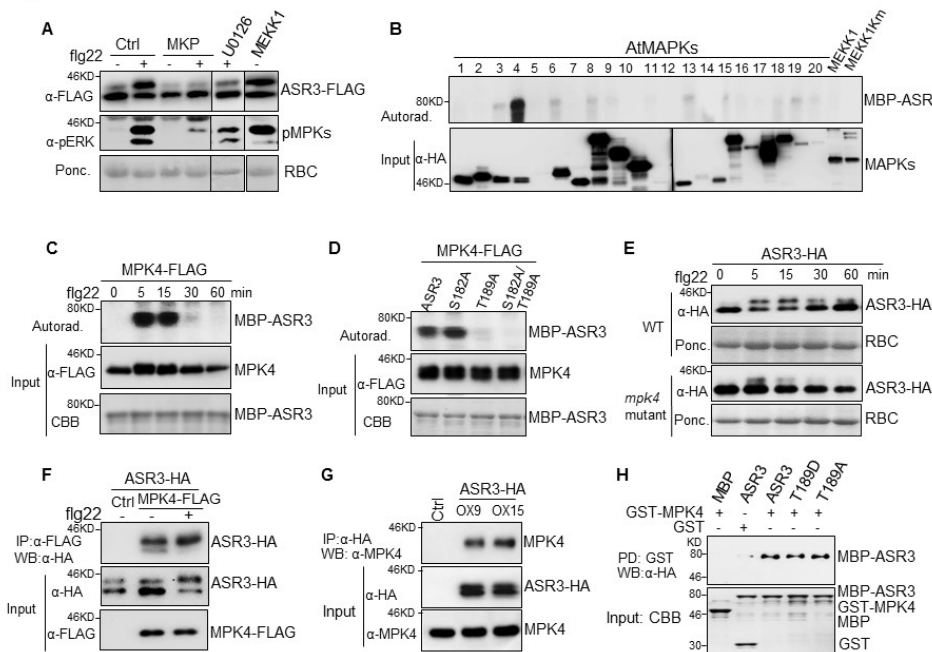 A
Ctrl MKP U0126 MEKK1
flg22 - + - + + -
46KD
α-FLAG ASR3-FLAG
46KD
α-pERK pMPKs
Ponc. RBC
B
AtMAPKs
1 2 3 4 5 6 7 8 9 10 11 12 13 14 15 16 17 18 19 20 MEKK1 MEKK1Km
80KD
Autorad. MBP-ASR
Input α-HA MAPKs
46KD
C
MPK4-FLAG
flg22 0 5 15 30 60 min
80KD
Autorad. MBP-ASR3
46KD
Input α-FLAG MPK4
80KD
CBB MBP-ASR3
D
MPK4-FLAG
ASR3 S182A T189A S182A/T189A
80KD
Autorad. MBP-ASR3
46KD
Input α-FLAG MPK4
80KD
CBB MBP-ASR3
E
ASR3-HA
flg22 0 5 15 30 60 min
46KD
WT α-HA ASR3-HA
Ponc. RBC
46KD
mpk4 mutant α-HA ASR3-HA
Ponc. RBC
F
ASR3-HA
Ctrl MPK4-FLAG
flg22 - - +
46KD
IP:α-FLAG ASR3-HA
WB:α-HA
46KD
Input α-HA ASR3-HA
46KD
α-FLAG MPK4-FLAG
G
ASR3-HA
Ctrl OX9 OX15
46KD
IP:α-HA MPK4
WB: α-MPK4
46KD
Input α-HA ASR3-HA
46KD
α-MPK4 MPK4
H
MBP ASR3 ASR3 T189D T189A
GST-MPK4 + - + + +
GST - + - - -
KD
PD: GST 80 MBP-ASR3
WB:α-HA
58
80 MBP-ASR3
58 GST-MPK4
Input: CBB 46 MBP
30 GST